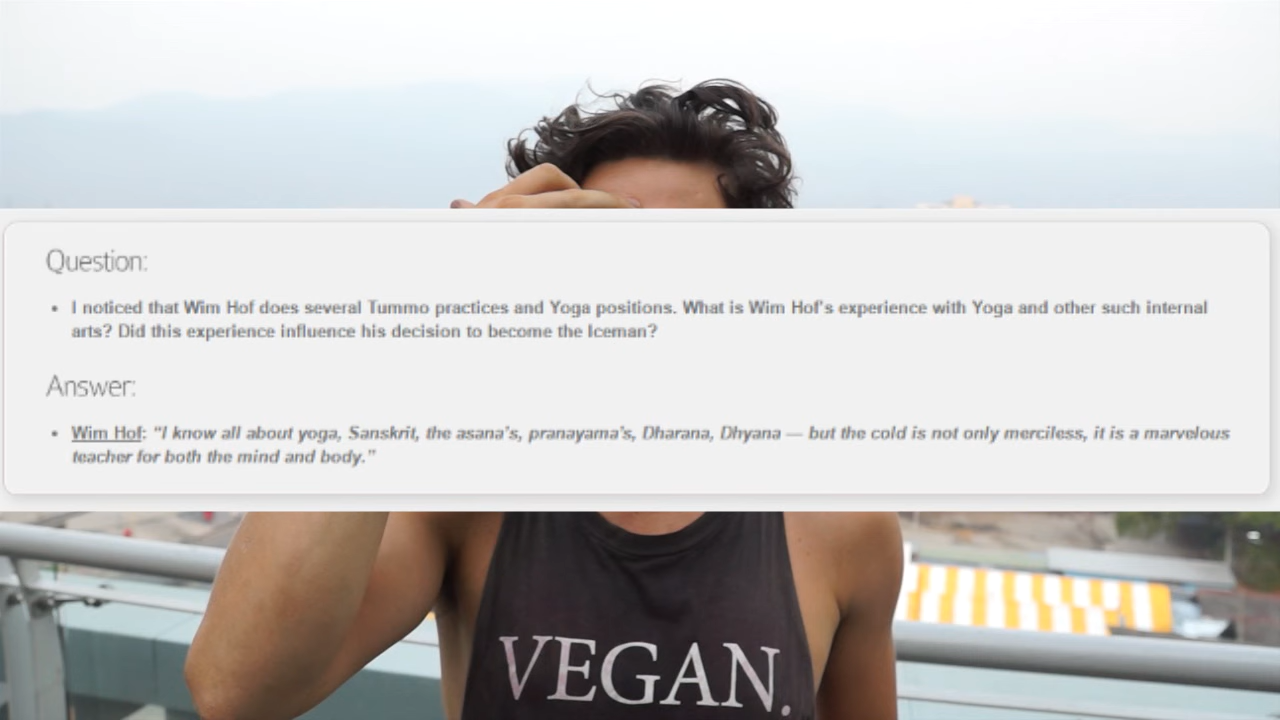 Question:
• I noticed that Wim Hof does several Tummo practices and Yoga positions. What is Wim Hof's experience with Yoga and other such internal
arts? Did this experience influence his decision to become the Iceman?
Answer:
• Wim Hof: “I know all about yoga, Sanskrit, the asana’s, pranayama’s, Dharana, Dhyana — but the cold is not only merciless, it is a marvelous
teacher for both the mind and body.”
VEGAN.